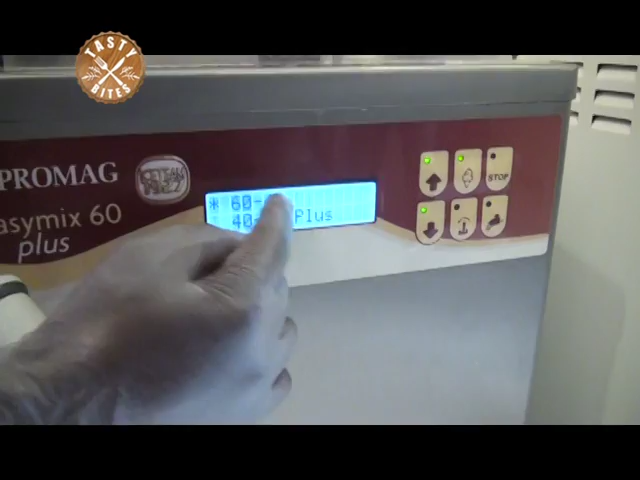 TASTY
BITES
PROMAG
asymix 60
plus
60-
40- Plus
STOP